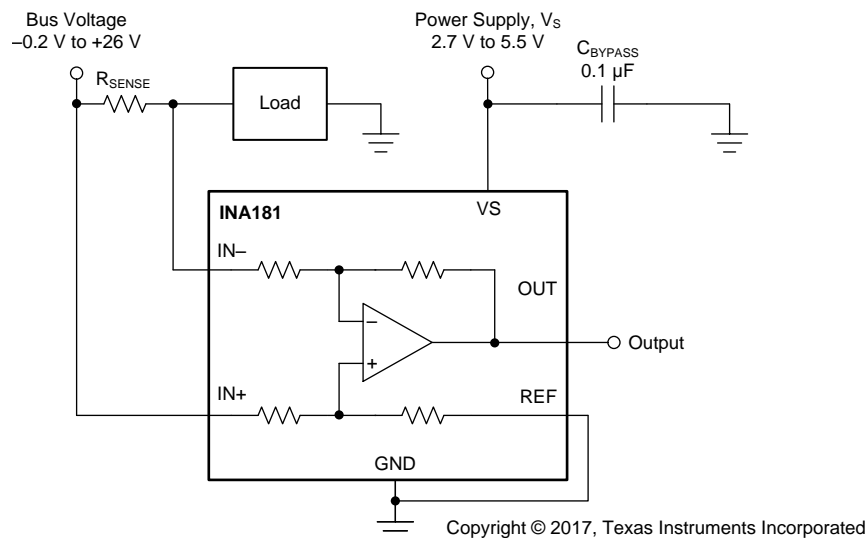 Bus Voltage
–0.2 V to +26 V
Power Supply, VS
2.7 V to 5.5 V
CBYPASS
0.1 µF
RSENSE
Load
INA181
VS
IN–
OUT
–
+
Output
IN+
REF
GND
Copyright © 2017, Texas Instruments Incorporated